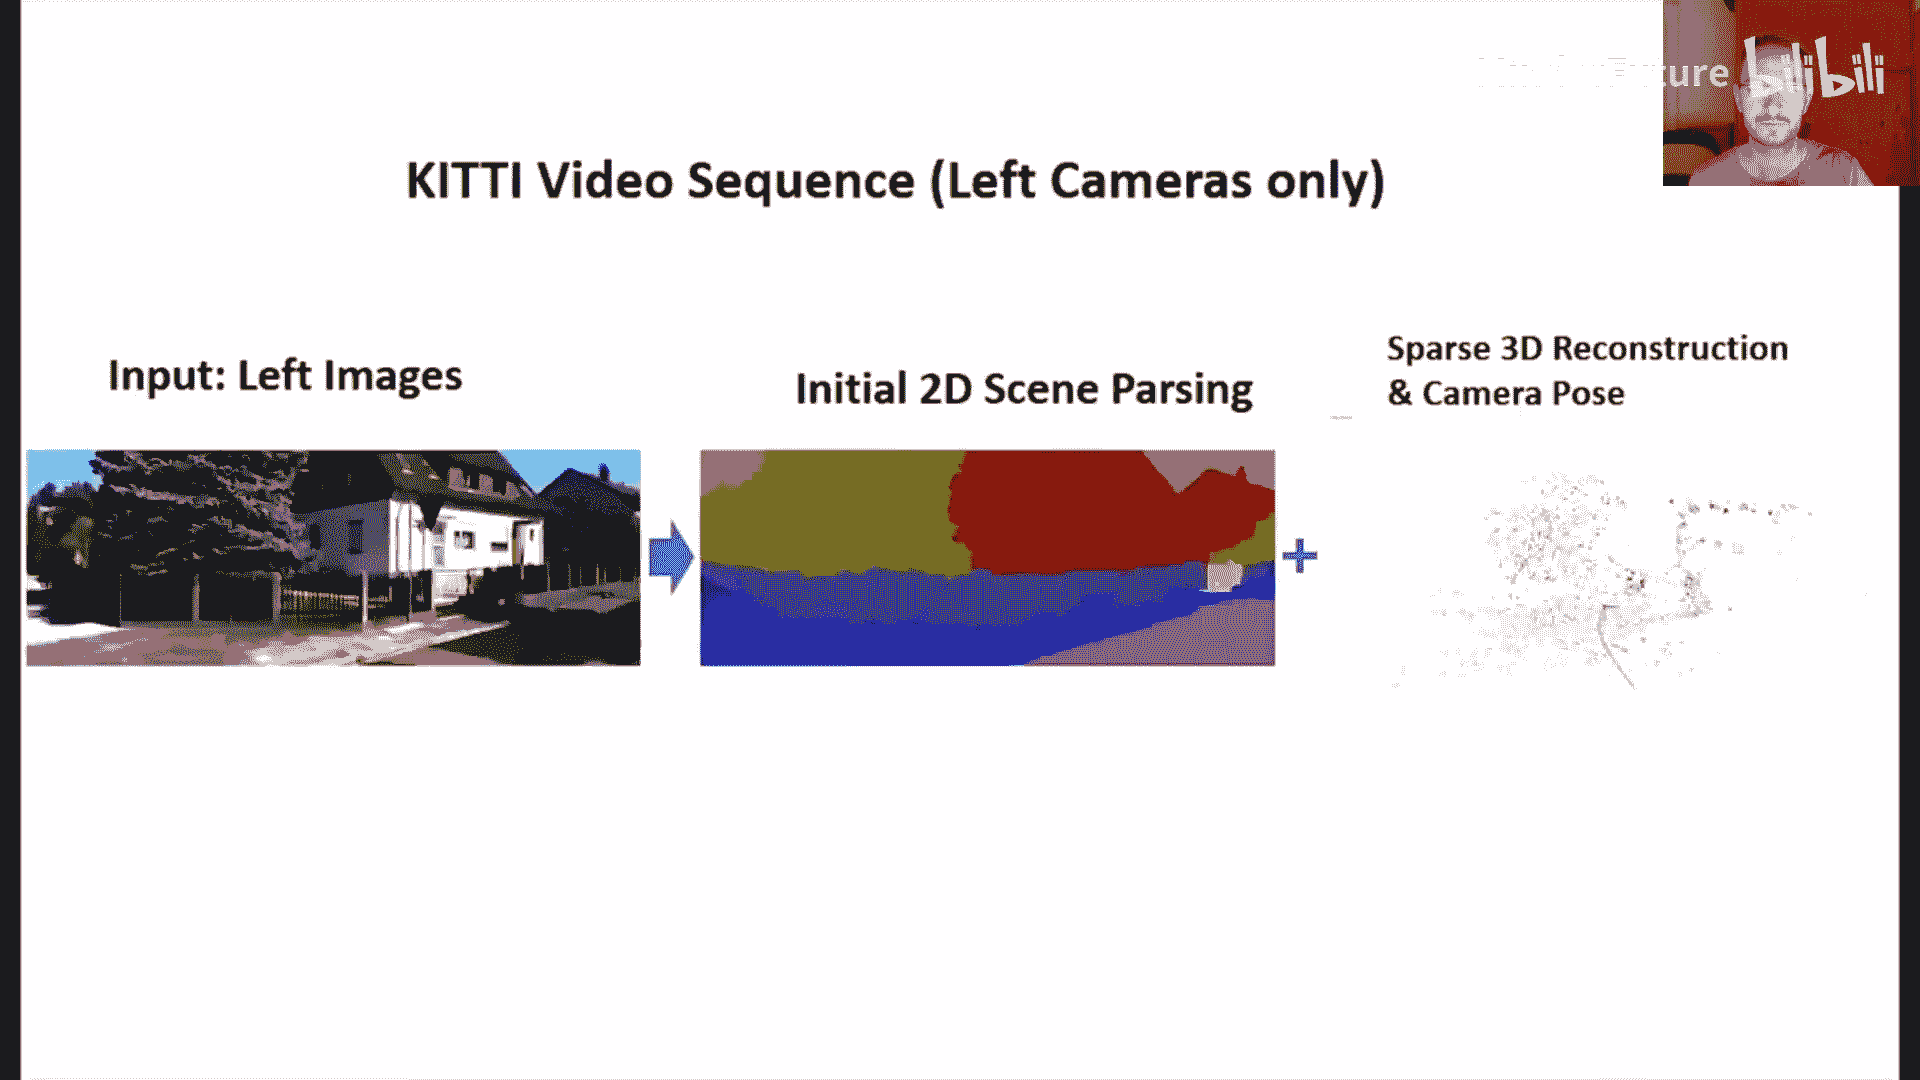 bilibili
KITTI Video Sequence (Left Cameras only)
Input: Left Images
Initial 2D Scene Parsing
Sparse 3D Reconstruction
& Camera Pose